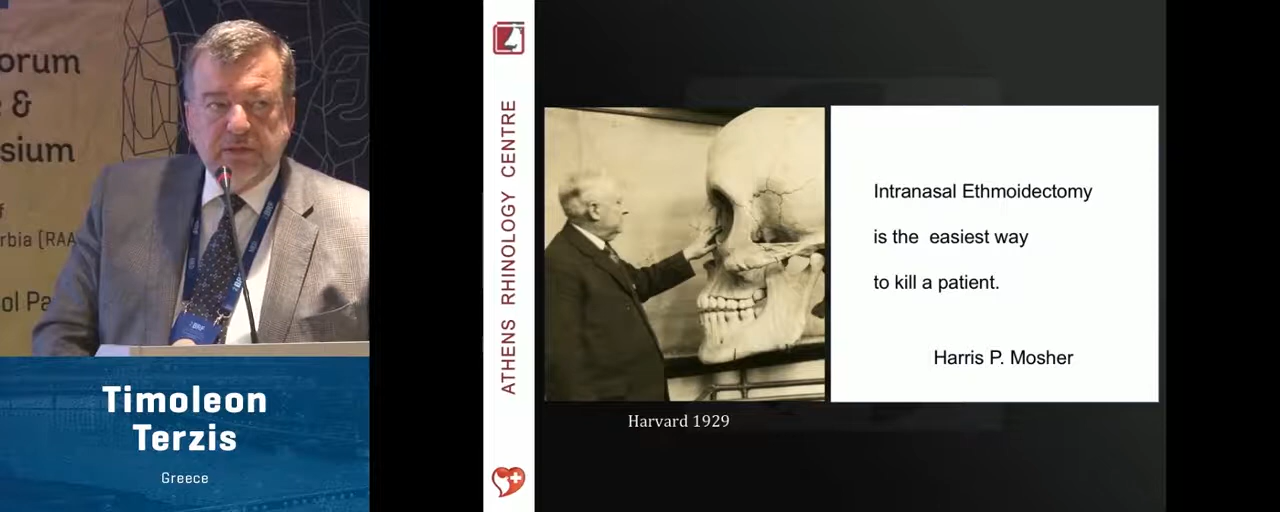 orum
&
sium
f
rbia (RAA
ol Pa
Timoleon
Terzis
Greece
ATHENS RHINOLOGY CENTRE
Intranasal Ethmoidectomy
is the easiest way
to kill a patient.
Harris P. Mosher
Harvard 1929